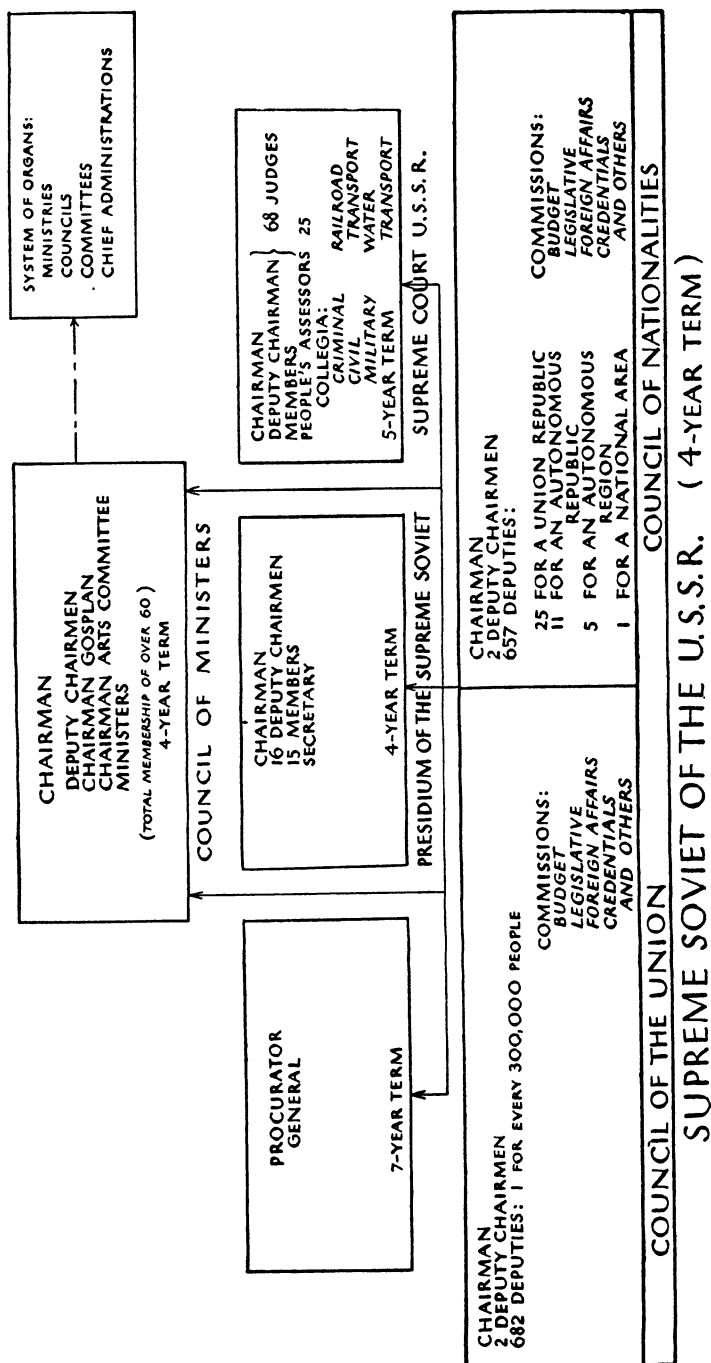 SYSTEM OF ORGANS:
MINISTRIES
COUNCILS
COMMITTEES
CHIEF ADMINISTRATIONS
CHAIRMAN
DEPUTY CHAIRMEN
CHAIRMAN GOSPLAN
CHAIRMAN ARTS COMMITTEE
MINISTERS
(TOTAL MEMBERSHIP OF OVER 60)
4-YEAR TERM
COUNCIL OF MINISTERS
PROCURATOR
GENERAL
7-YEAR TERM
CHAIRMAN
16 DEPUTY CHAIRMEN
15 MEMBERS
SECRETARY
4-YEAR TERM
PRESIDIUM OF THE SUPREME SOVIET
CHAIRMAN
DEPUTY CHAIRMAN } 68 JUDGES
MEMBERS
PEOPLE'S ASSESSORS 25
COLLEGIA:
CRIMINAL RAILROAD
CIVIL TRANSPORT
MILITARY WATER
5-YEAR TERM TRANSPORT
SUPREME COURT U.S.S.R.
CHAIRMAN
2 DEPUTY CHAIRMEN
682 DEPUTIES: 1 FOR EVERY 300,000 PEOPLE
COMMISSIONS:
BUDGET
LEGISLATIVE
FOREIGN AFFAIRS
CREDENTIALS
AND OTHERS
COUNCIL OF THE UNION
CHAIRMAN
2 DEPUTY CHAIRMEN
657 DEPUTIES:
25 FOR A UNION REPUBLIC
11 FOR AN AUTONOMOUS
REPUBLIC
5 FOR AN AUTONOMOUS
REGION
1 FOR A NATIONAL AREA
COMMISSIONS:
BUDGET
LEGISLATIVE
FOREIGN AFFAIRS
CREDENTIALS
AND OTHERS
COUNCIL OF NATIONALITIES
SUPREME SOVIET OF THE U.S.S.R. (4-YEAR TERM)